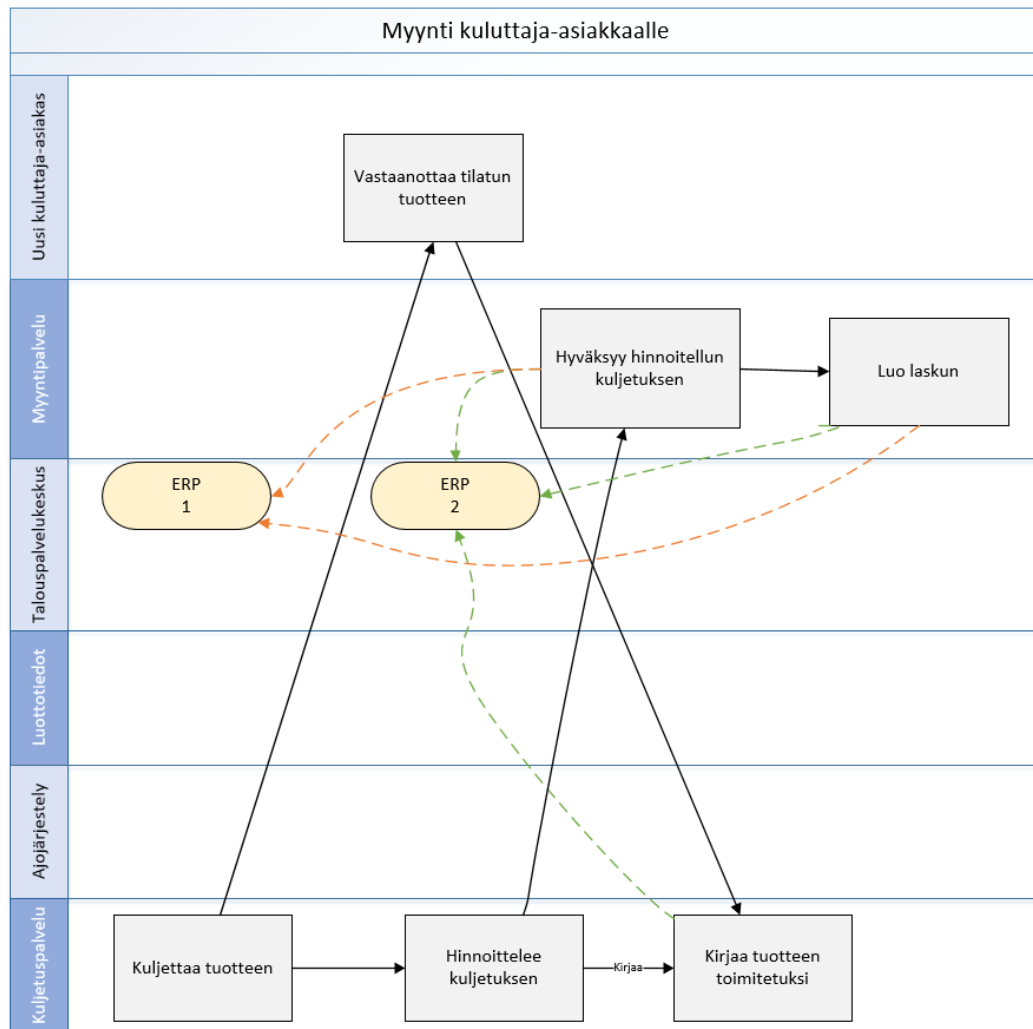 Myynti kuluttaja-asiakkaalle
Uusi kuluttaja-asiakas
Vastaanottaa tilatun
tuotteen
Myyntipalvelu
Hyväksyy hinnoitellun
kuljetuksen
Luo laskun
Talouspalvelukeskus
ERP
1
ERP
2
Luottotiedot
Ajojärjestely
Kuljetuspalvelu
Kuljettaa tuotteen
Hinnoittelee
kuljetuksen
Kirjaa
Kirjaa tuotteen
toimitetuksi